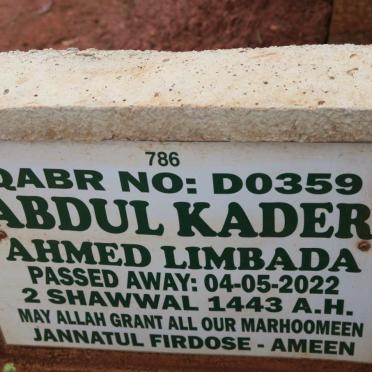 786
QABR NO: D0359
ABDUL KADER
AHMED LIMBADA
PASSED AWAY: 04-05-2022
2 SHAWWAL 1443 A.H.
MAY ALLAH GRANT ALL OUR MARHOOMEEN
JANNATUL FIRDOSE - AMEEN